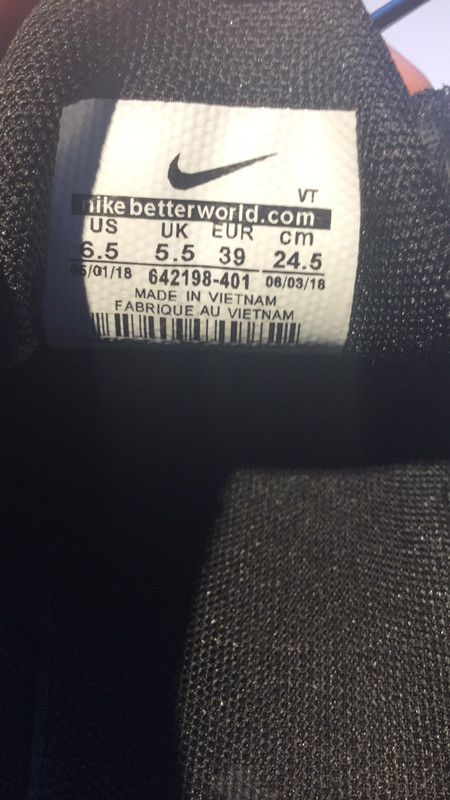 VT
nikebetterworld.com
US UK EUR cm
6.5 5.5 39 24.5
05/01/18 642198-401 06/03/18
MADE IN VIETNAM
FABRIQUE AU VIETNAM